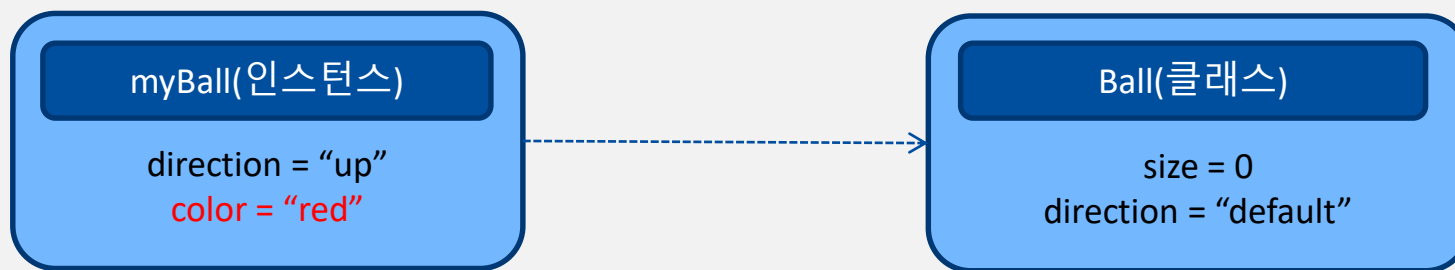 myBall(인스턴스)
direction = “up”
color = “red”
Ball(클래스)
size = 0
direction = “default”